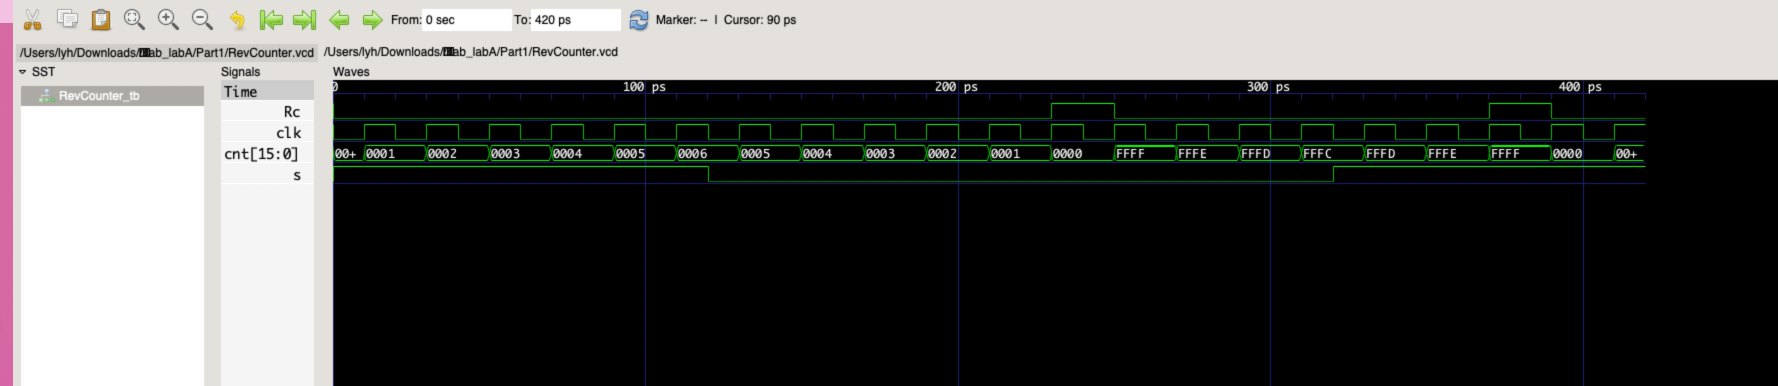 From: 0 sec To: 420 ps Marker: -- | Cursor: 90 ps
/Users/lyh/Downloads/ab_labA/Part1/RevCounter.vcd /Users/lyh/Downloads/ab_labA/Part1/RevCounter.vcd
SST Signals Waves
RevCounter_tb Time 0 100 ps 200 ps 300 ps 400 ps
Rc
clk
cnt[15:0] 00+ 0001 0002 0003 0004 0005 0006 0005 0004 0003 0002 0001 0000 FFFF FFFE FFFD FFFC FFFD FFFE FFFF 0000 00+
s